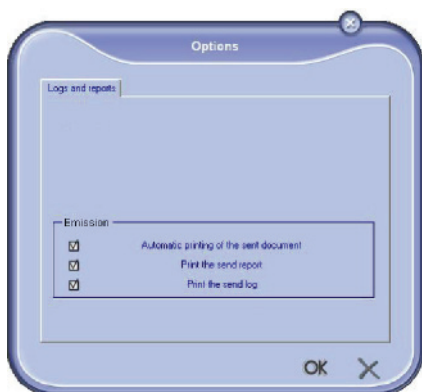 Options
Logs and reports
Emission
Automatic printing of the sent document
Print the send report
Print the send log
OK